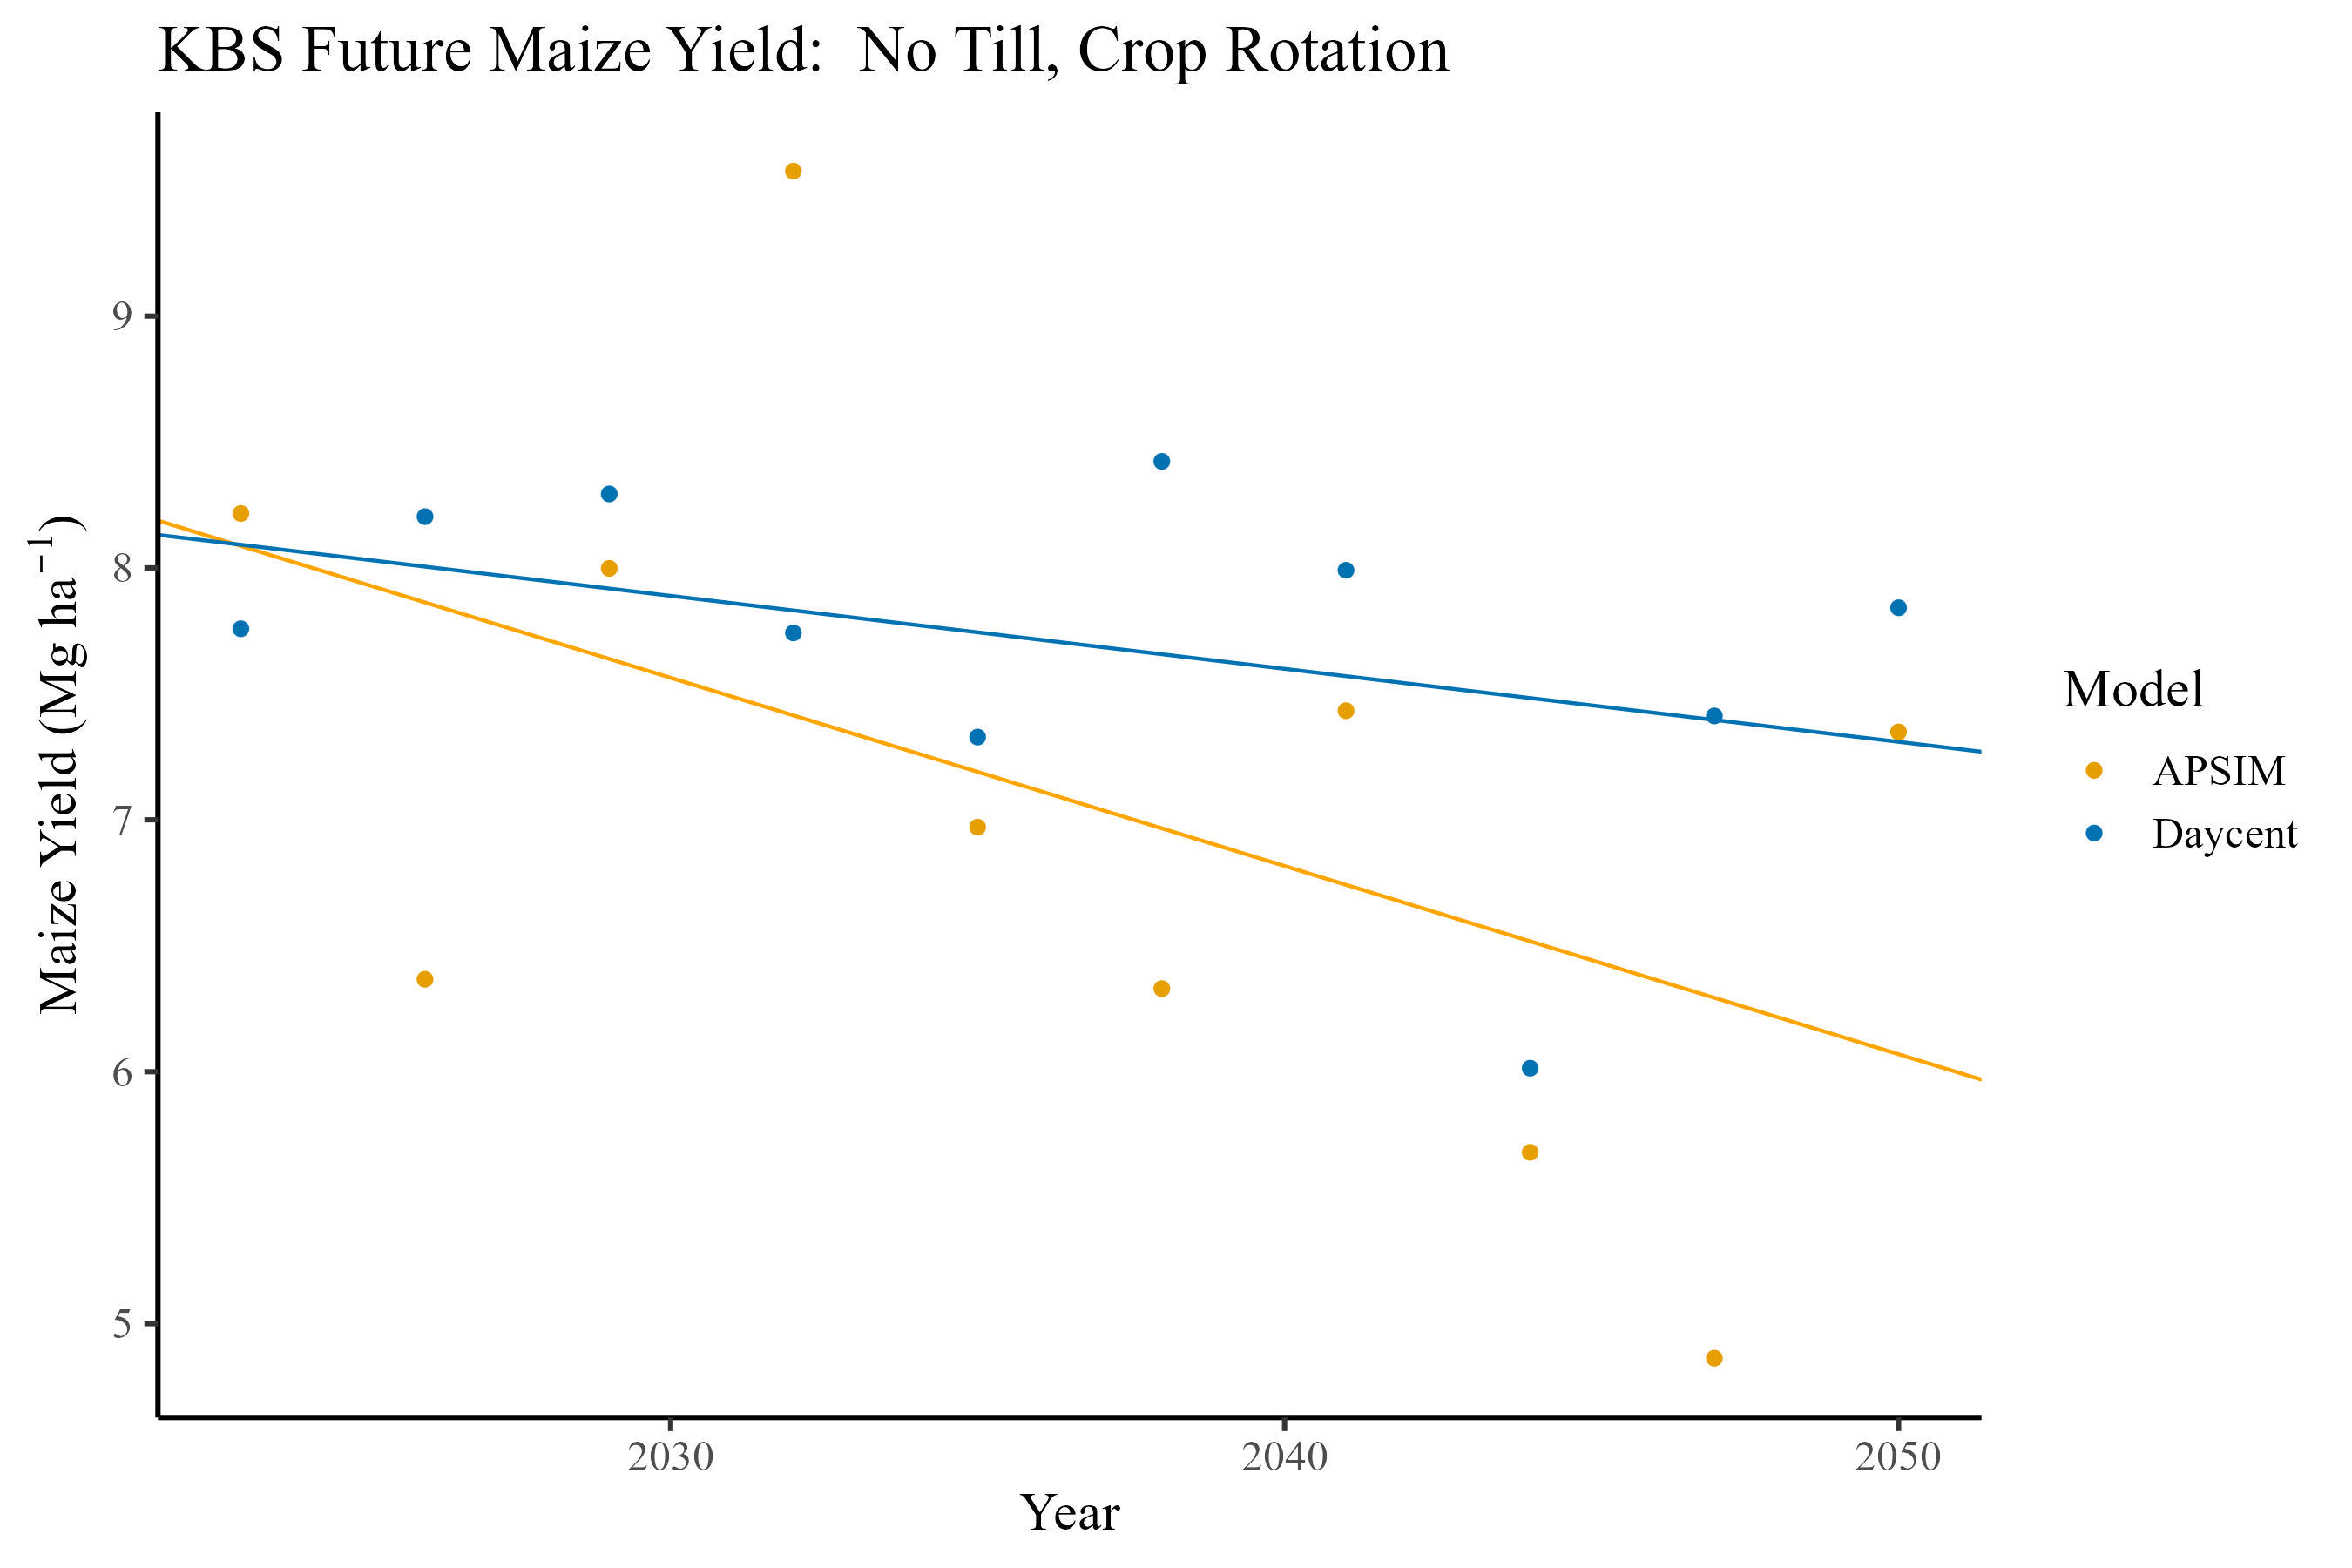 KBS Future Maize Yield:  No Till, Crop Rotation
Maize Yield (Mg ha⁻¹)
9
8
7
6
5
2030
2040
2050
Year
Model
APSIM
Daycent